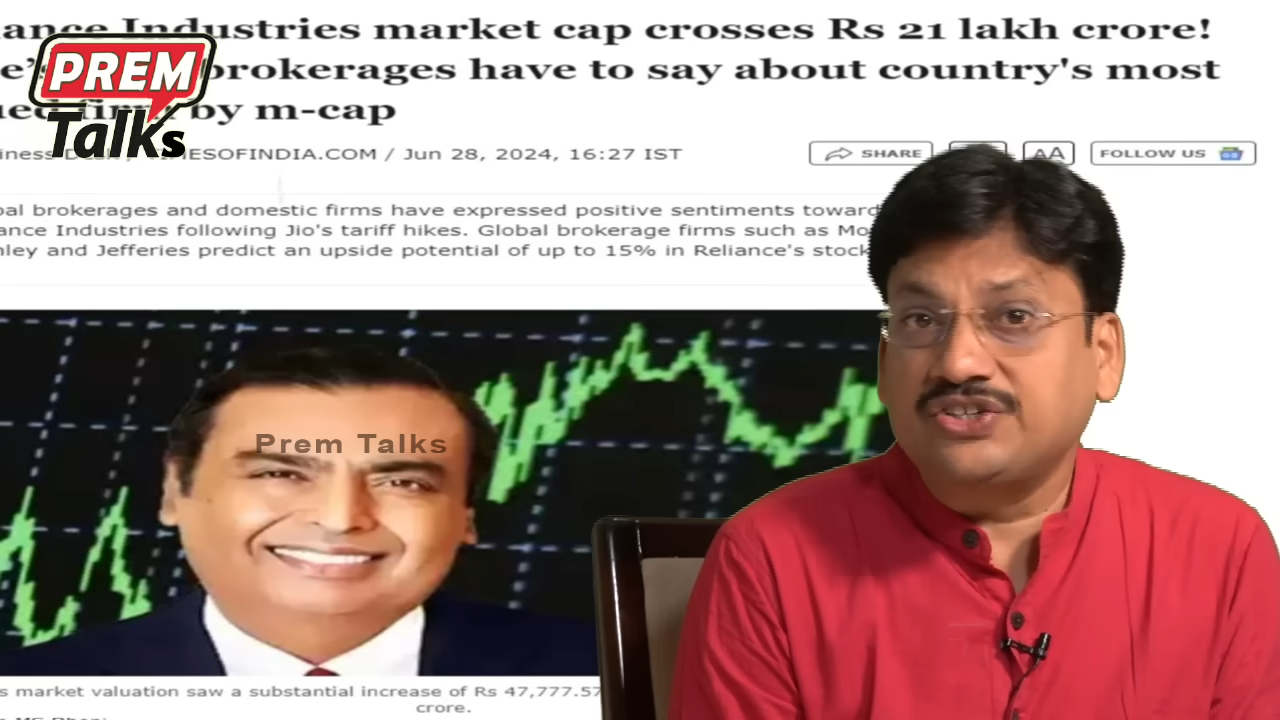 ance Industries market cap crosses Rs 21 lakh crore!
brokerages have to say about country's most
by m-cap
PREM
Talks
TIMESOFINDIA.COM / Jun 28, 2024, 16:27 IST
SHARE
AA
FOLLOW US
bal brokerages and domestic firms have expressed positive sentiments toward
ance Industries following Jio's tariff hikes. Global brokerage firms such as Mo
nley and Jefferies predict an upside potential of up to 15% in Reliance's stock
Prem Talks
s market valuation saw a substantial increase of Rs 47,777.57
crore.